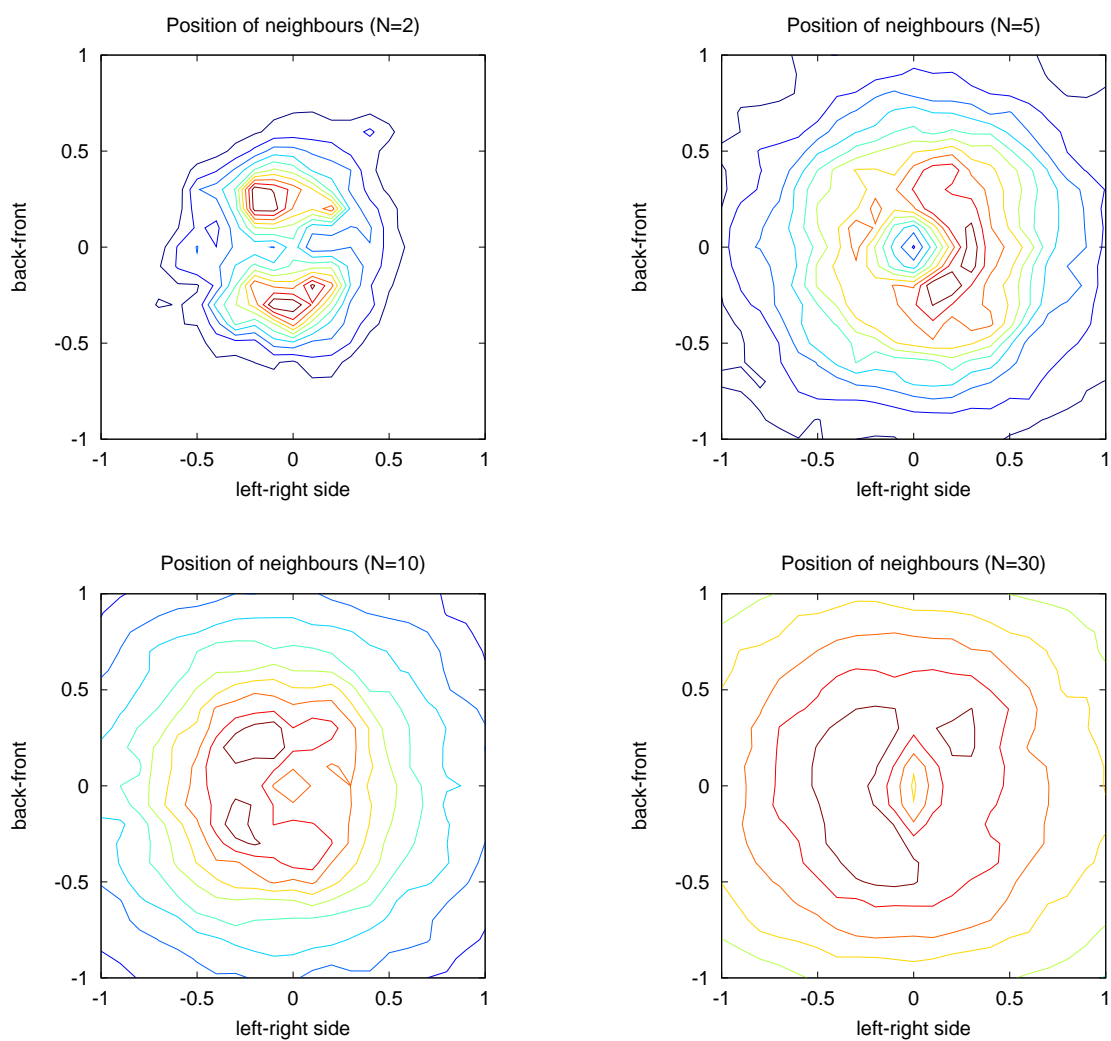 Position of neighbours (N=2)
1
0.5
0
-0.5
-1
-1 -0.5 0 0.5 1
back-front
left-right side
Position of neighbours (N=5)
1
0.5
0
-0.5
-1
-1 -0.5 0 0.5 1
back-front
left-right side
Position of neighbours (N=10)
1
0.5
0
-0.5
-1
-1 -0.5 0 0.5 1
back-front
left-right side
Position of neighbours (N=30)
1
0.5
0
-0.5
-1
-1 -0.5 0 0.5 1
back-front
left-right side